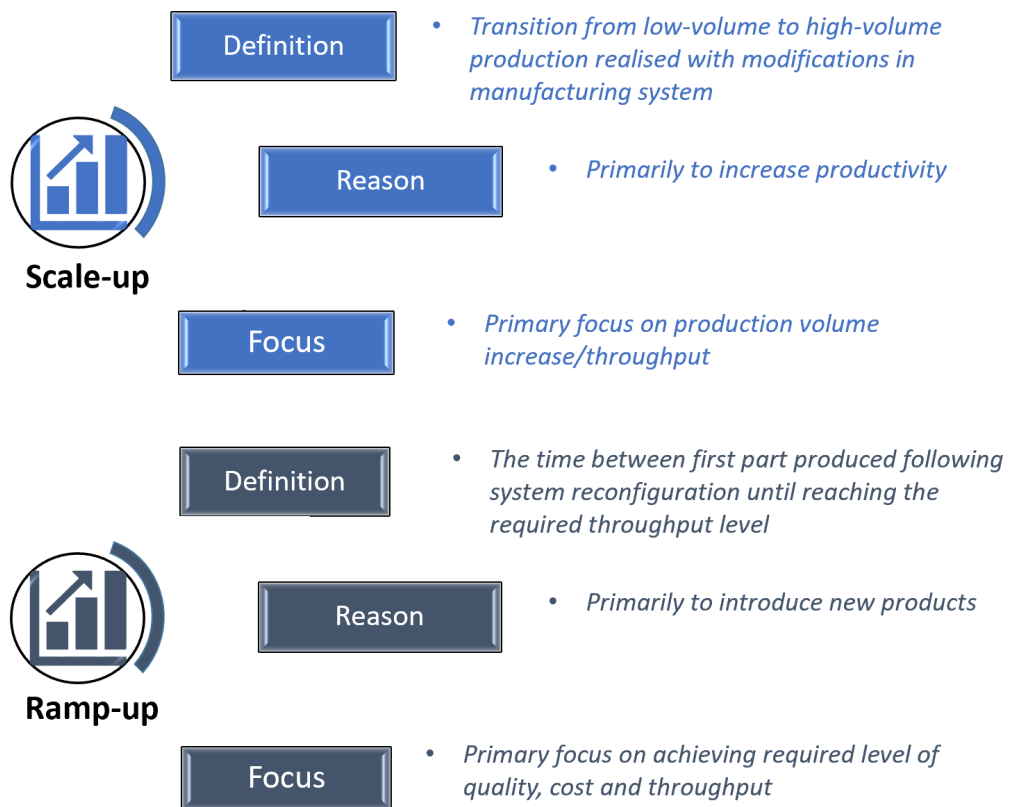 Definition
• Transition from low-volume to high-volume
production realised with modifications in
manufacturing system
Reason
• Primarily to increase productivity
Scale-up
Focus
• Primary focus on production volume
increase/throughput
Definition
• The time between first part produced following
system reconfiguration until reaching the
required throughput level
Reason
• Primarily to introduce new products
Ramp-up
Focus
• Primary focus on achieving required level of
quality, cost and throughput